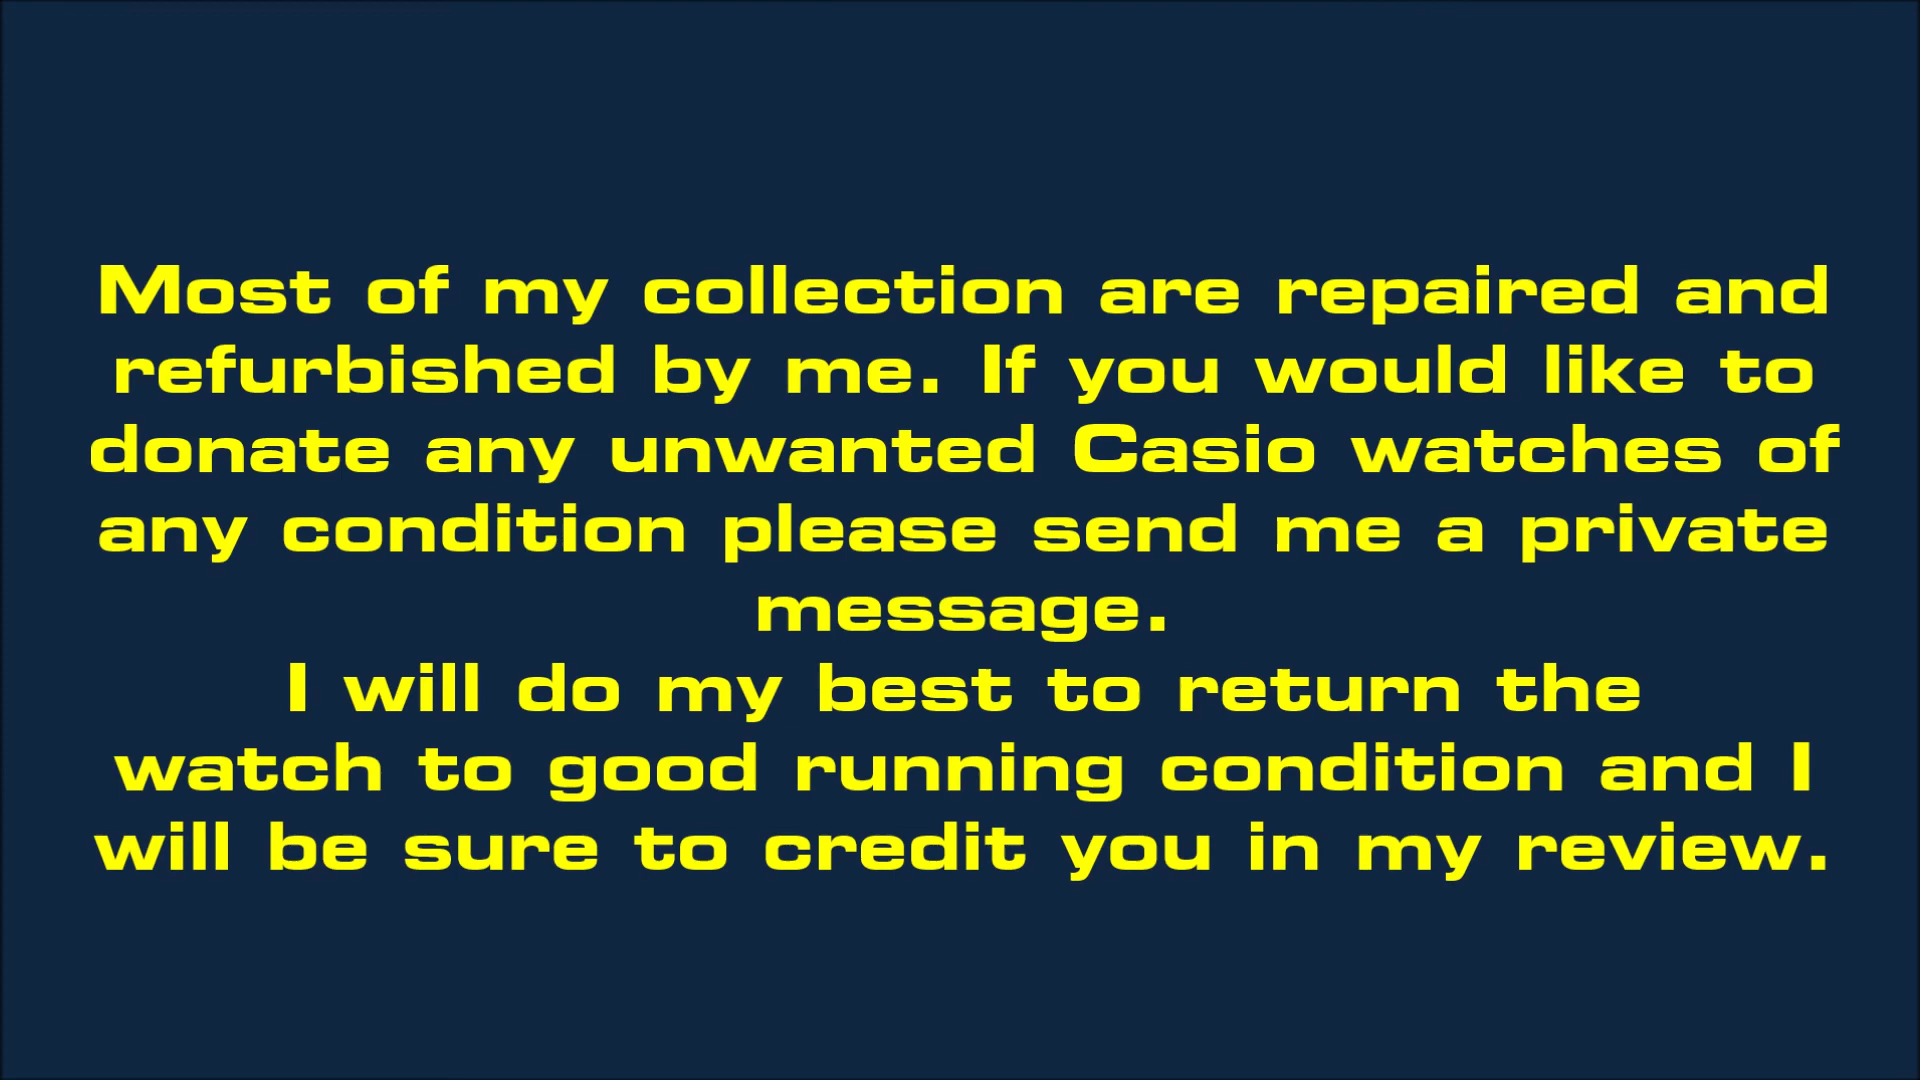 Most of my collection are repaired and
refurbished by me. If you would like to
donate any unwanted Casio watches of
any condition please send me a private
message.
I will do my best to return the
watch to good running condition and I
will be sure to credit you in my review.